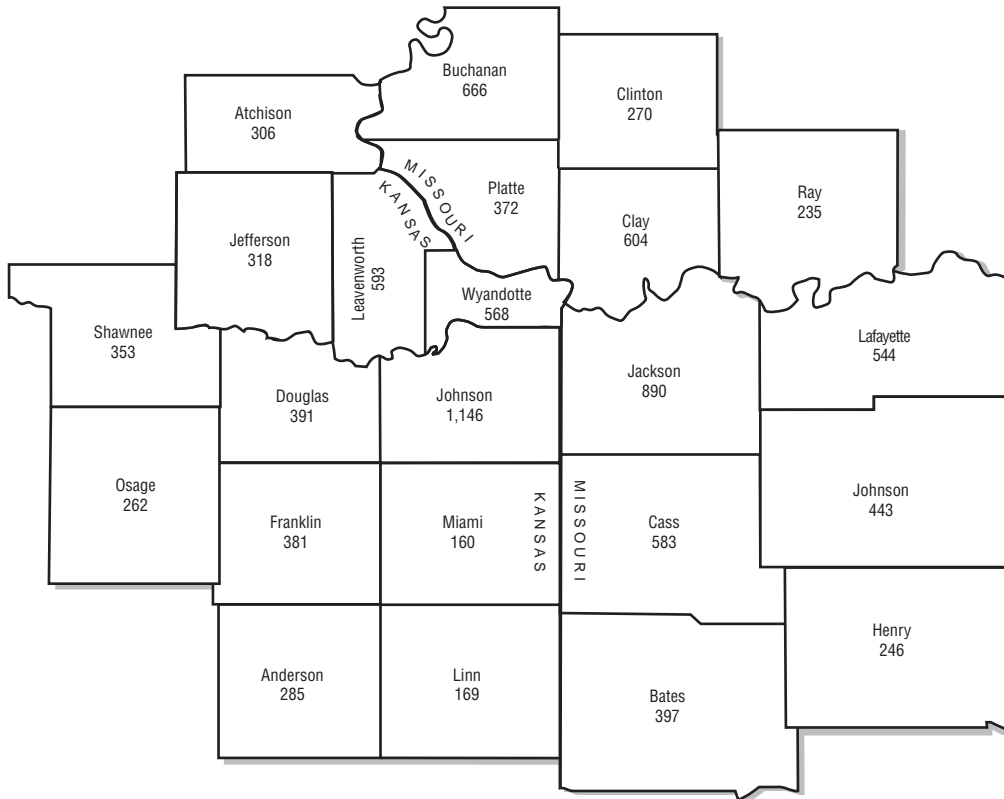 Buchanan
666
Clinton
270
Atchison
306
Ray
235
MISSOURI
KANSAS
Platte
372
Clay
604
Jefferson
318
Leavenworth
593
Wyandotte
568
Shawnee
353
Lafayette
544
Jackson
890
Douglas
391
Johnson
1,146
Osage
262
Franklin
381
Miami
160
KANSAS
MISSOURI
Cass
583
Johnson
443
Henry
246
Anderson
285
Linn
169
Bates
397